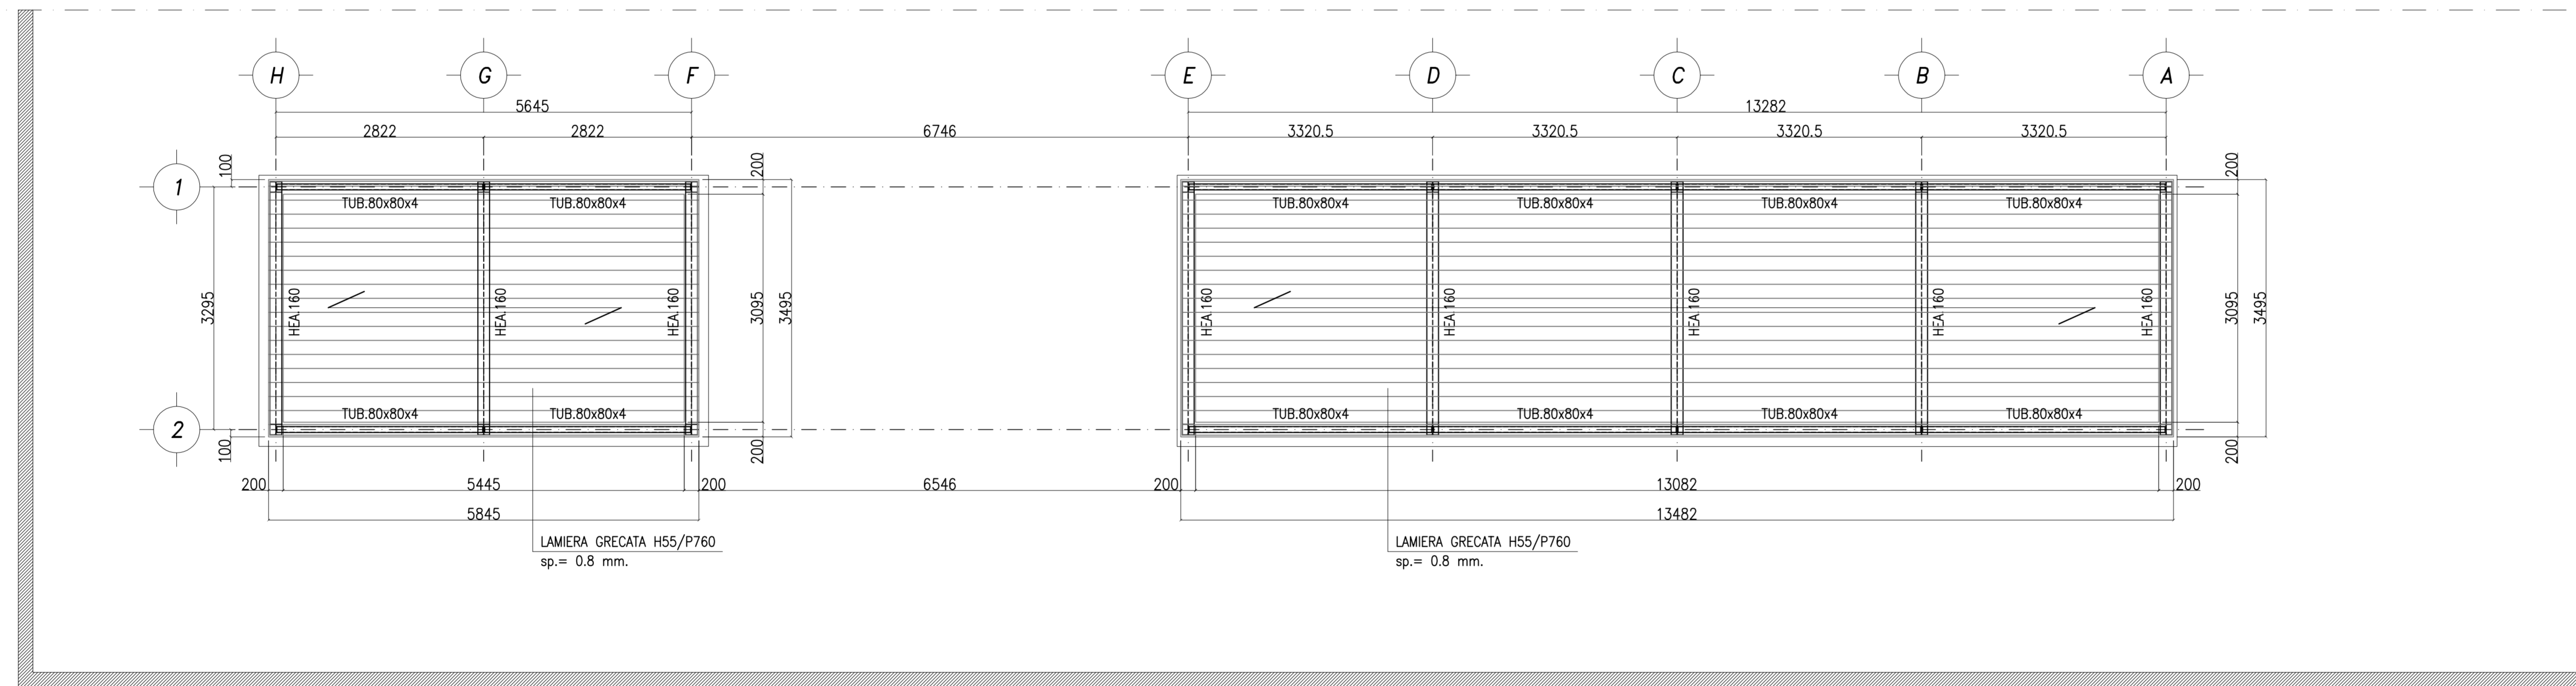 H G F E D C B A
5645 13282
2822 2822 6746 3320.5 3320.5 3320.5 3320.5
100 200 200
1
TUB.80x80x4 TUB.80x80x4 TUB.80x80x4 TUB.80x80x4 TUB.80x80x4 TUB.80x80x4
3295 HEA.160 HEA.160 HEA.160 3095 3495 HEA.160 HEA.160 HEA.160 HEA.160 HEA.160 3095 3495
TUB.80x80x4 TUB.80x80x4 TUB.80x80x4 TUB.80x80x4 TUB.80x80x4 TUB.80x80x4
2
100 200 200
200 5445 200 6546 200 13082 200
5845 13482
LAMIERA GRECATA H55/P760
sp.= 0.8 mm.
LAMIERA GRECATA H55/P760
sp.= 0.8 mm.